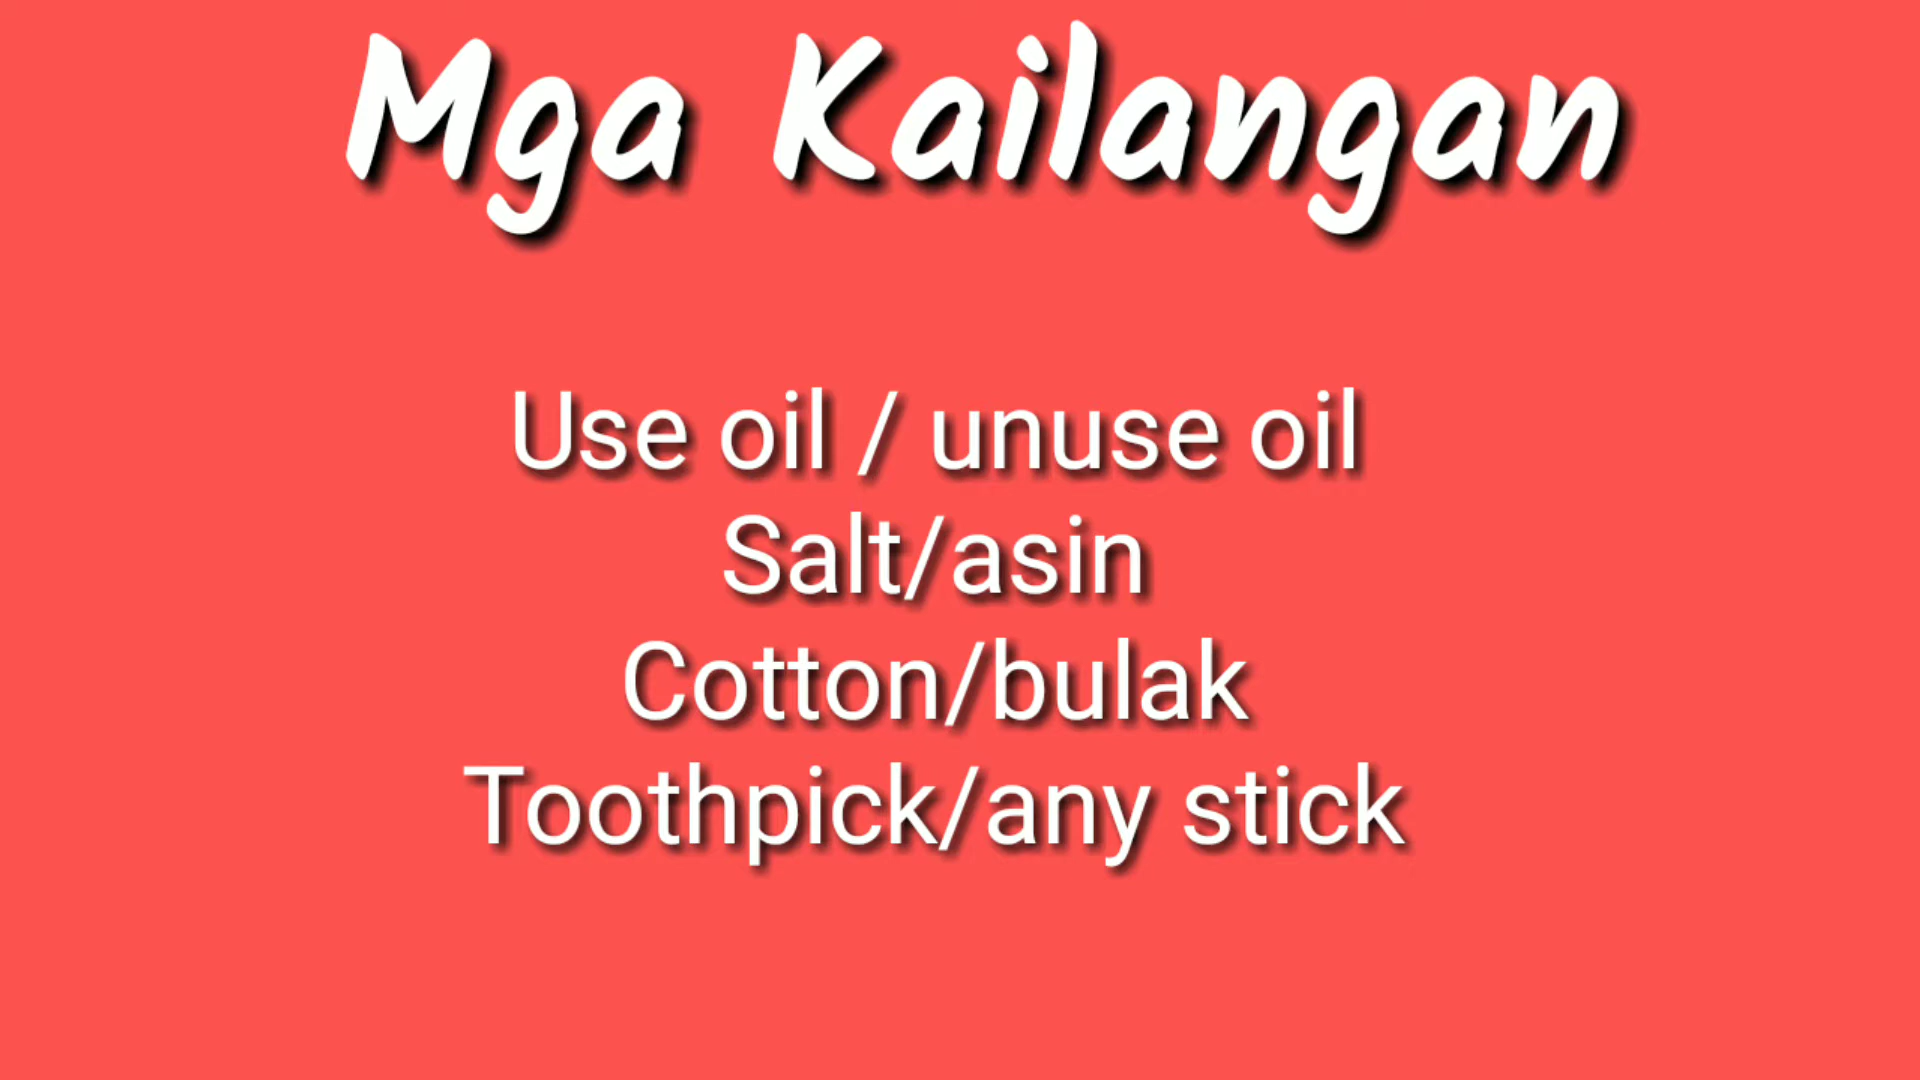 Mga Kailangan
Use oil / unuse oil
Salt/asin
Cotton/bulak
Toothpick/any stick